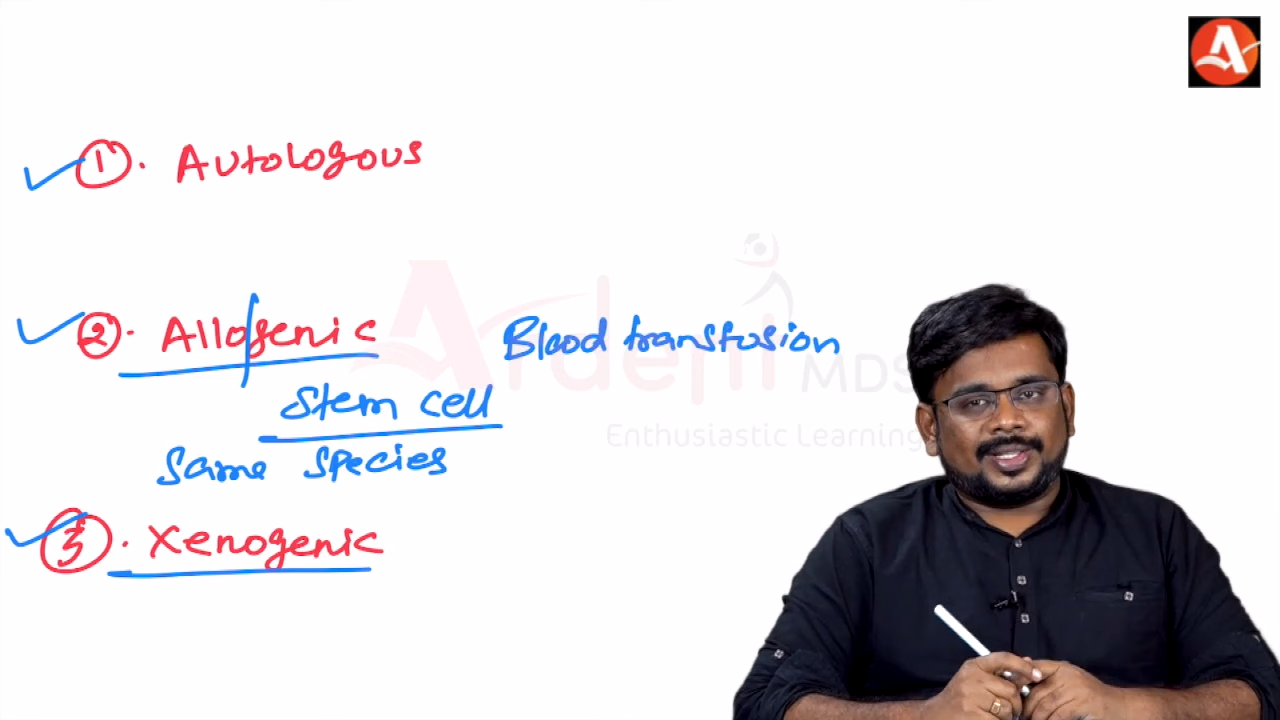 ①. Autologous
②. Allogenic Blood transfusion
Stem cell
Same species
③. Xenogenic
Ardent MDS
Enthusiastic Learning